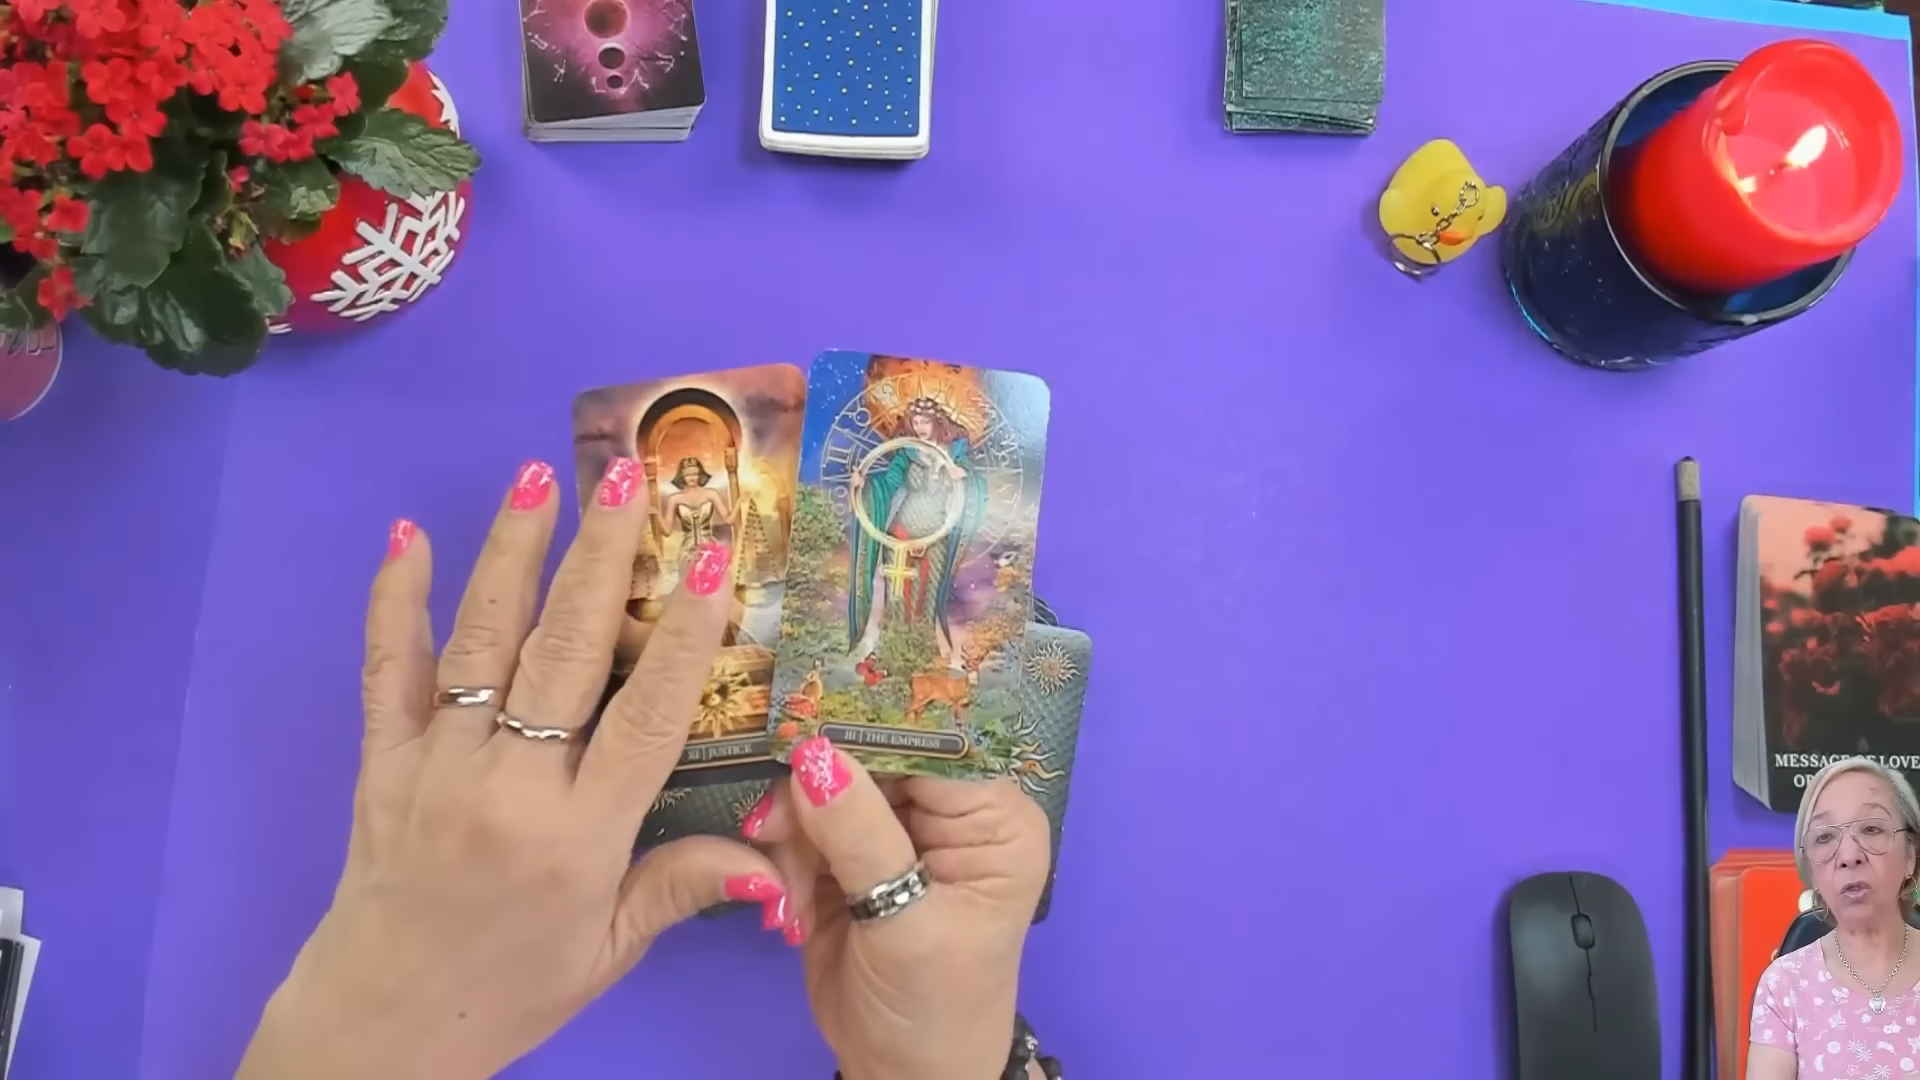 XI | JUSTICE
III | THE EMPRESS
MESSAGE OF LOVE